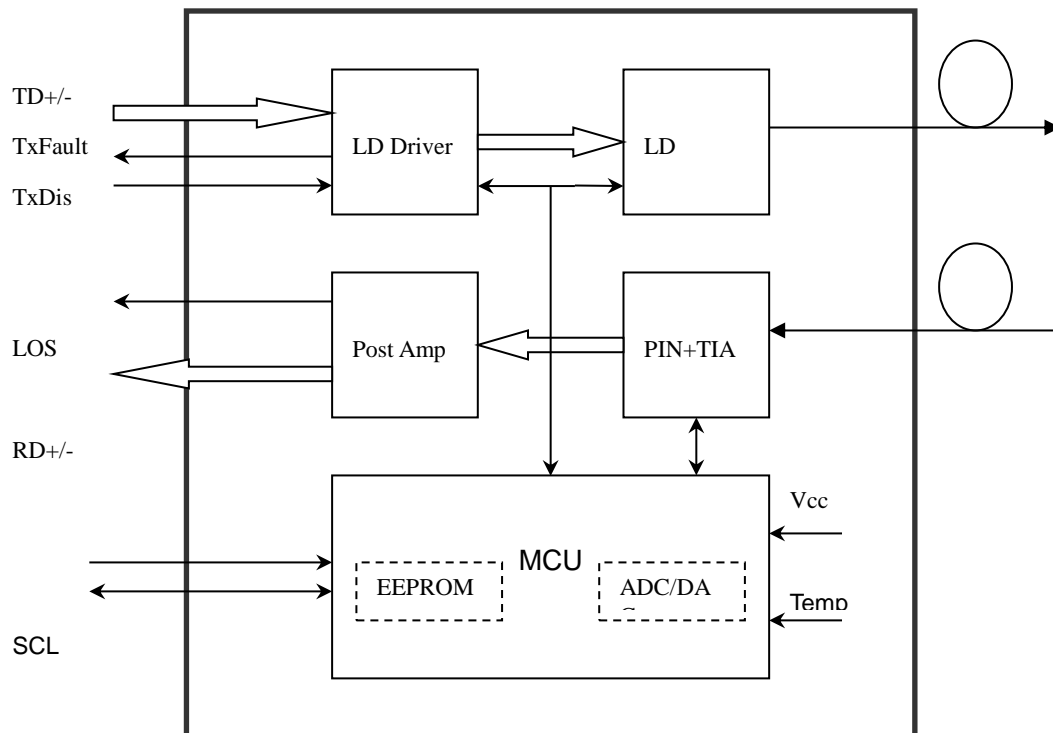 TD+/-
TxFault
LD Driver
LD
TxDis
LOS
Post Amp
PIN+TIA
RD+/-
Vcc
MCU
EEPROM
ADC/DA
Temp
SCL